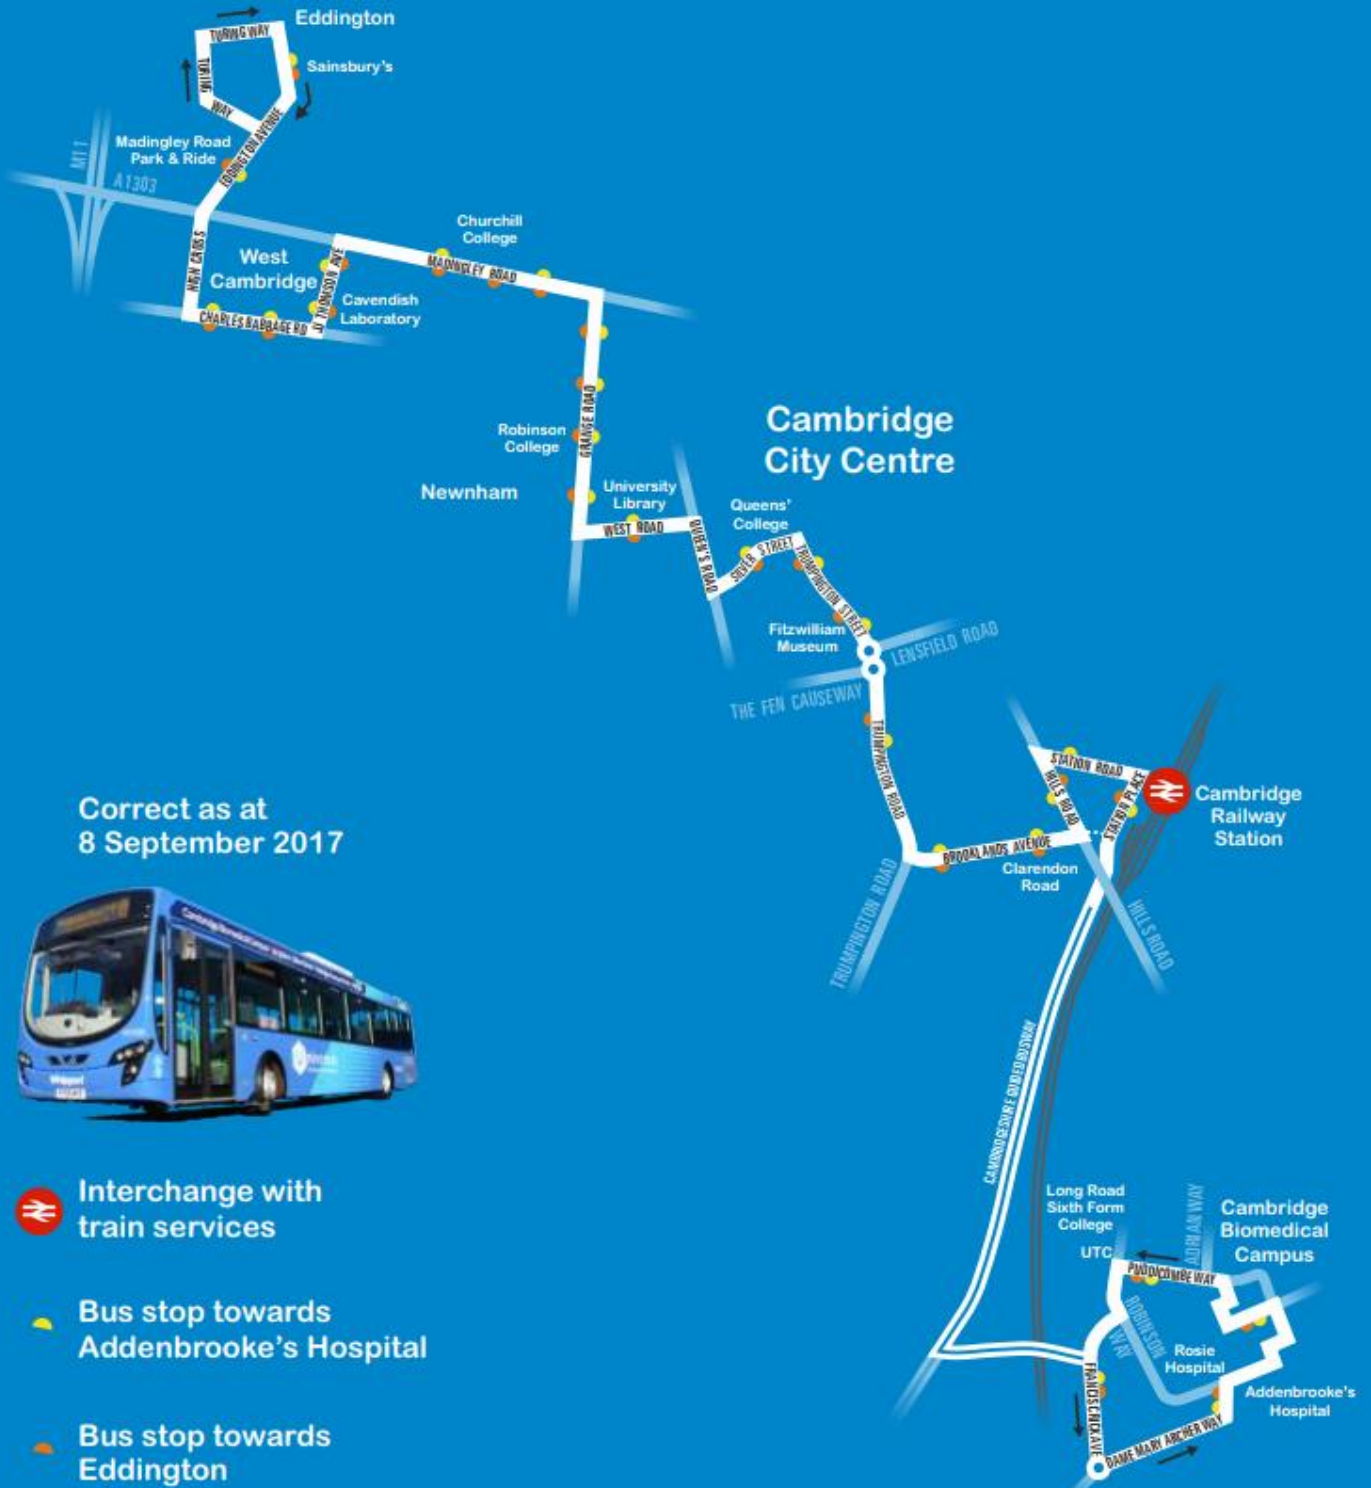 Eddington
TURING WAY
Sainsbury's
TURING
WAY
EDDINGTON AVENUE
Madingley Road
Park & Ride
M11
A1303
HIGH CROSS
West
Cambridge
Churchill
College
MADINGLEY ROAD
JJ THOMSON AVE
Cavendish
Laboratory
CHARLES BABBAGE RD
GRANGE ROAD
Robinson
College
Cambridge
City Centre
Newnham
University
Library
WEST ROAD
QUEEN'S ROAD
Queens'
College
SILVER STREET
TRUMPINGTON STREET
Fitzwilliam
Museum
LENSFIELD ROAD
THE FEN CAUSEWAY
TRUMPINGTON ROAD
STATION ROAD
HILLS ROAD
STATION PLACE
Cambridge
Railway
Station
BROOKLANDS AVENUE
Clarendon
Road
TRUMPINGTON ROAD
HILLS ROAD
Correct as at
8 September 2017
CAMBRIDGESHIRE GUIDED BUSWAY
Interchange with
train services
Long Road
Sixth Form
College
UTC
ADRIAN WAY
Cambridge
Biomedical
Campus
PUDDICOMBE WAY
ROBINSON
WAY
Rosie
Hospital
Bus stop towards
Addenbrooke's Hospital
FRANCIS CRICK AVE
Addenbrooke's
Hospital
DAME MARY ARCHER WAY
Bus stop towards
Eddington